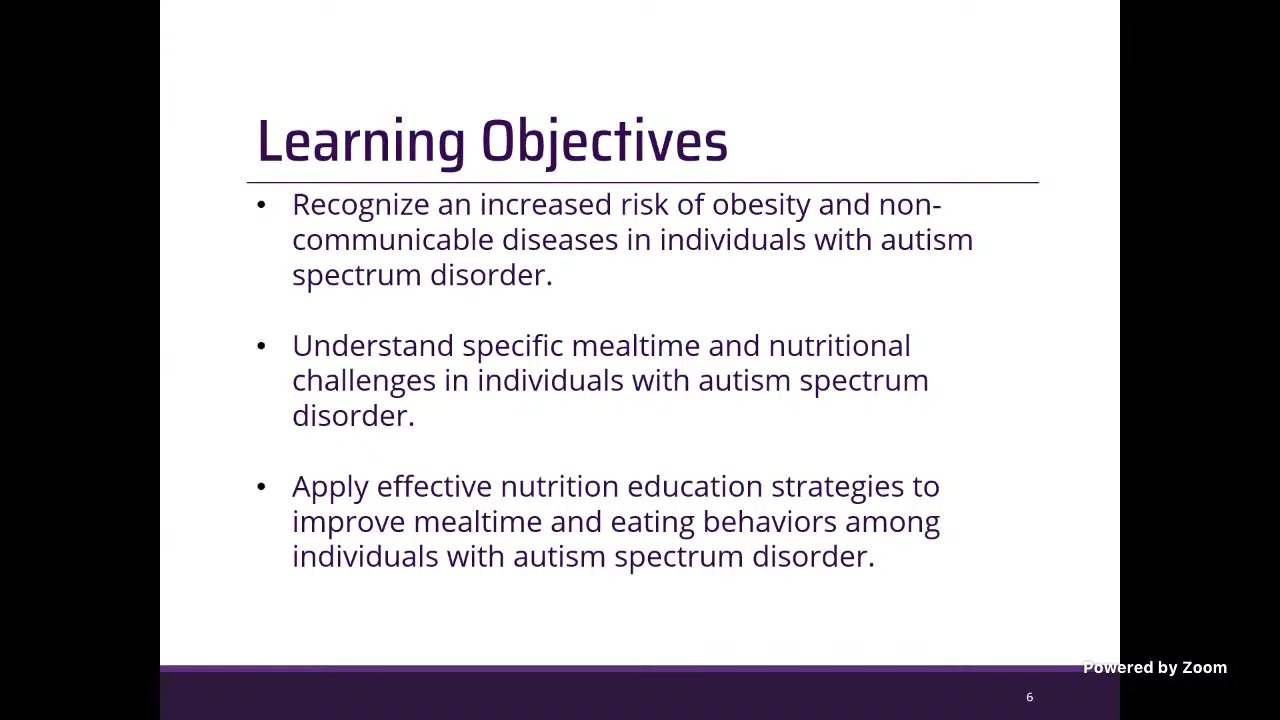 Learning Objectives
• Recognize an increased risk of obesity and non-
communicable diseases in individuals with autism
spectrum disorder.
• Understand specific mealtime and nutritional
challenges in individuals with autism spectrum
disorder.
• Apply effective nutrition education strategies to
improve mealtime and eating behaviors among
individuals with autism spectrum disorder.
Powered by Zoom
6